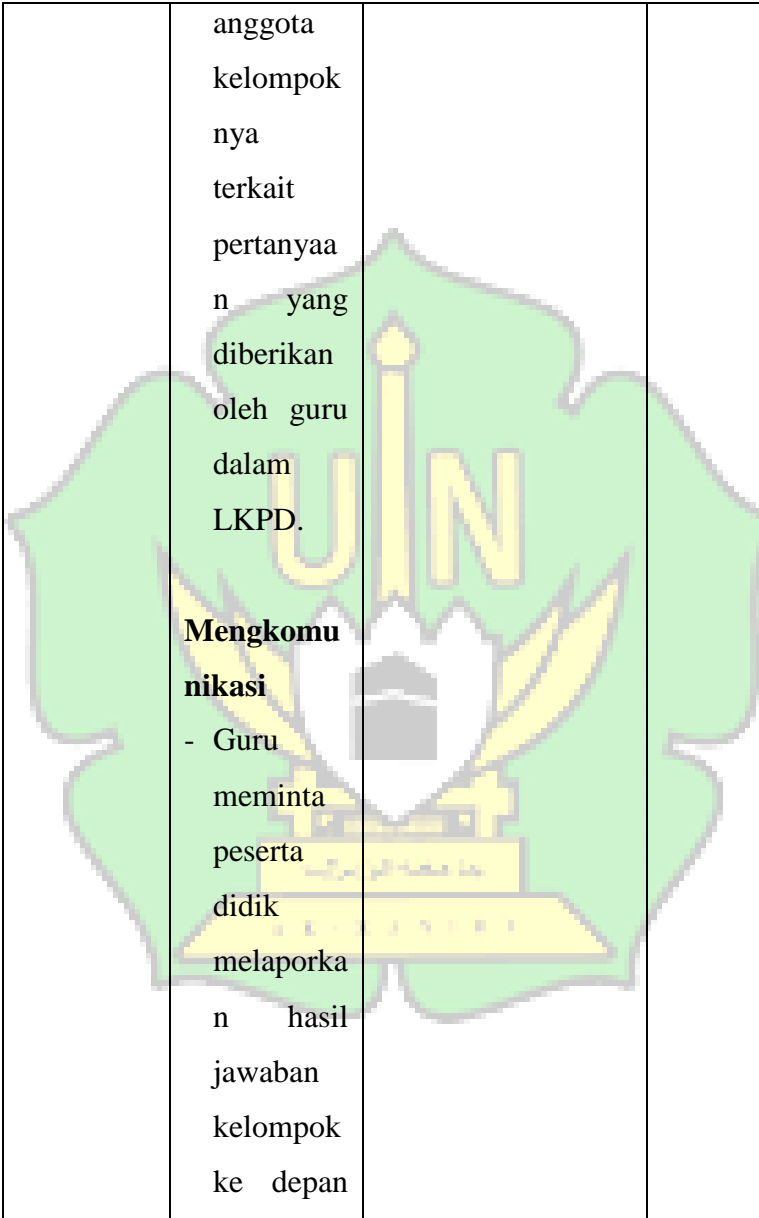 anggota
kelompok
nya
terkait
pertanyaa
n yang
diberikan
oleh guru
dalam
LKPD.
UIN
Mengkomu
nikasi
- Guru
meminta
peserta
didik
melaporka
n hasil
jawaban
kelompok
ke depan